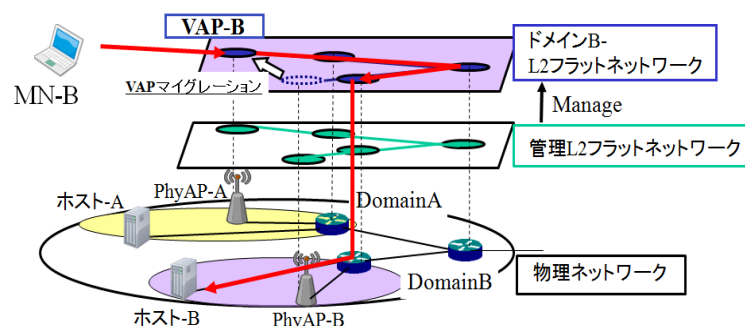 VAP-B
ドメインB-
L2フラットネットワーク
MN-B
VAPマイグレーション
Manage
管理L2フラットネットワーク
PhyAP-A
ホスト-A
DomainA
DomainB
物理ネットワーク
ホスト-B
PhyAP-B